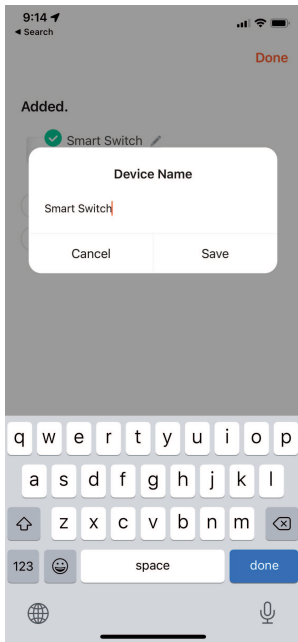 9:14
◄ Search
Done
Added.
Smart Switch
Device Name
Smart Switch
Cancel
Save
q w e r t y u i o p
a s d f g h j k l
z x c v b n m
123
space
done